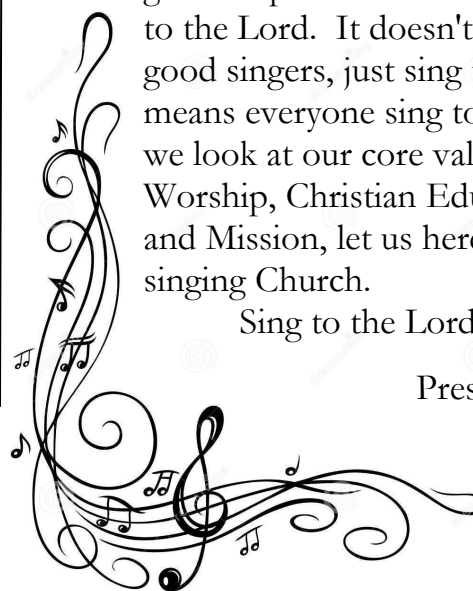 to the Lord. It doesn't
good singers, just sing
means everyone sing to
we look at our core val
Worship, Christian Edu
and Mission, let us here
singing Church.
Sing to the Lord
Pres